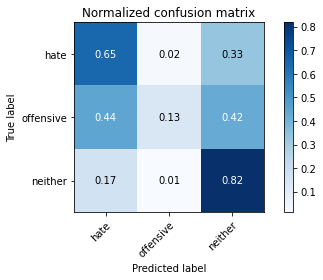 Normalized confusion matrix
True label
hate
0.65 0.02 0.33
offensive
0.44 0.13 0.42
neither
0.17 0.01 0.82
hate offensive neither
Predicted label
0.8
0.7
0.6
0.5
0.4
0.3
0.2
0.1